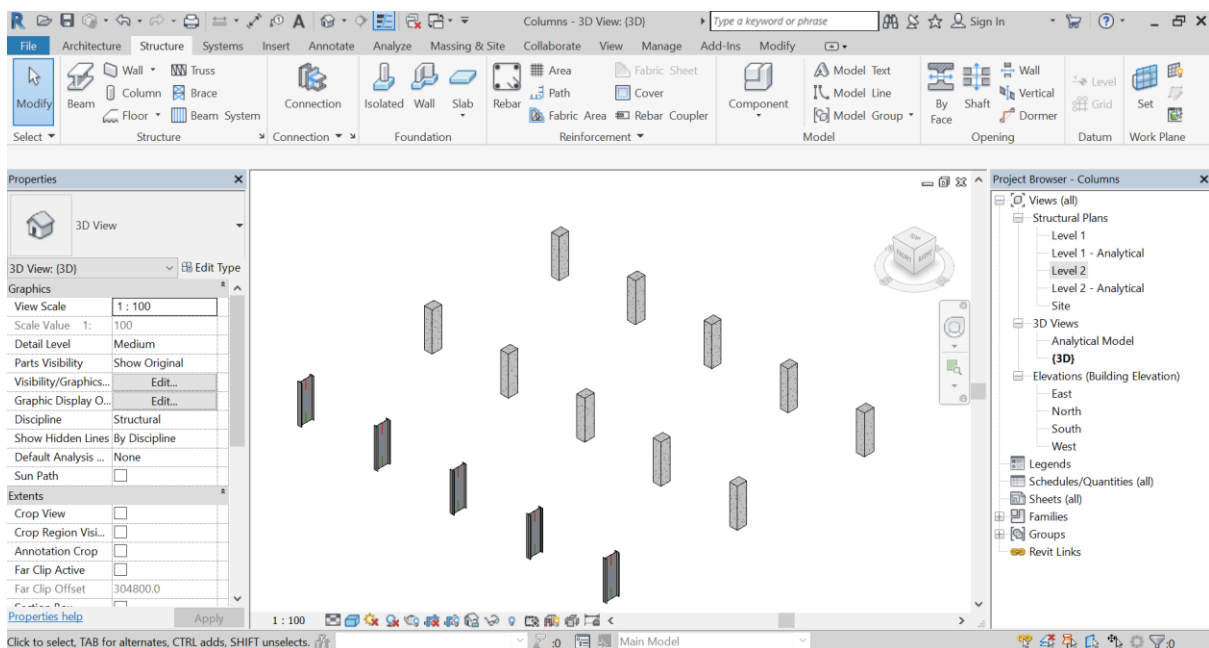 Columns - 3D View: {3D}
Type a keyword or phrase
Sign In
File Architecture Structure Systems Insert Annotate Analyze Massing & Site Collaborate View Manage Add-Ins Modify
Modify
Beam
Wall Truss
Column Brace
Floor Beam System
Connection
Isolated Wall Slab
Rebar
Area Fabric Sheet
Path Cover
Fabric Area Rebar Coupler
Component
Model Text
Model Line
Model Group
By Face
Shaft
Wall
Vertical
Dormer
Level
Grid
Set
Select Structure Connection Foundation Reinforcement Model Opening Datum Work Plane
Properties
3D View
3D View: {3D} Edit Type
Graphics
View Scale 1 : 100
Scale Value 1: 100
Detail Level Medium
Parts Visibility Show Original
Visibility/Graphics... Edit...
Graphic Display O... Edit...
Discipline Structural
Show Hidden Lines By Discipline
Default Analysis ... None
Sun Path
Extents
Crop View
Crop Region Visi...
Annotation Crop
Far Clip Active
Far Clip Offset 304800.0
Properties help Apply
TOP
FRONT
1 : 100
Project Browser - Columns
Views (all)
Structural Plans
Level 1
Level 1 - Analytical
Level 2
Level 2 - Analytical
Site
3D Views
Analytical Model
{3D}
Elevations (Building Elevation)
East
North
South
West
Legends
Schedules/Quantities (all)
Sheets (all)
Families
Groups
Revit Links
Click to select, TAB for alternates, CTRL adds, SHIFT unselects. :0 Main Model :0